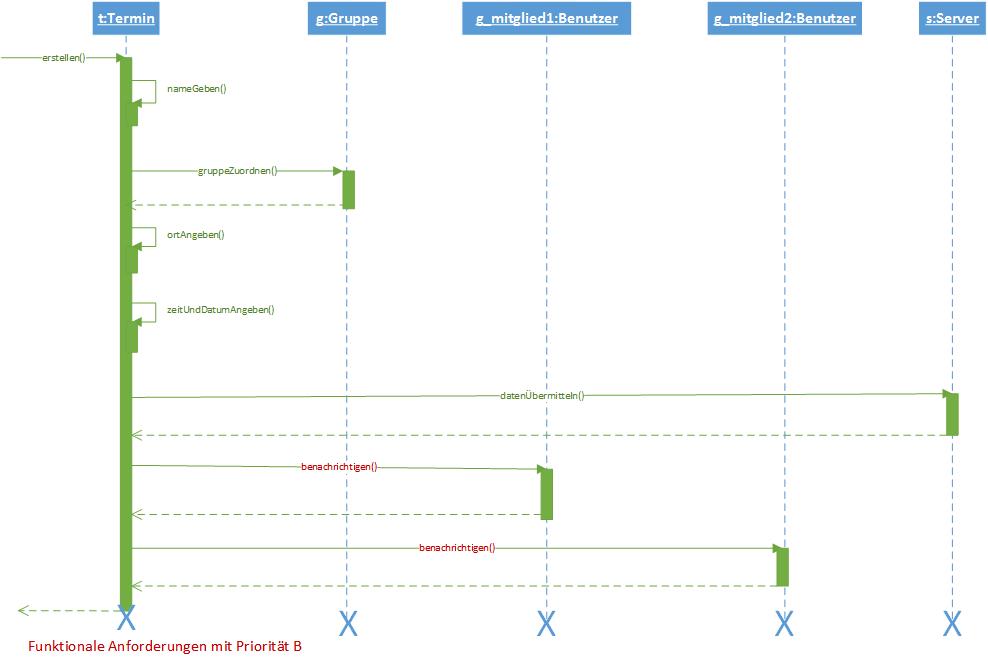 t:Termin
g:Gruppe
g_mitglied1:Benutzer
g_mitglied2:Benutzer
s:Server
erstellen()
nameGeben()
gruppeZuordnen()
ortAngeben()
zeitUndDatumAngeben()
datenÜbermitteln()
benachrichtigen()
benachrichtigen()
Funktionale Anforderungen mit Priorität B